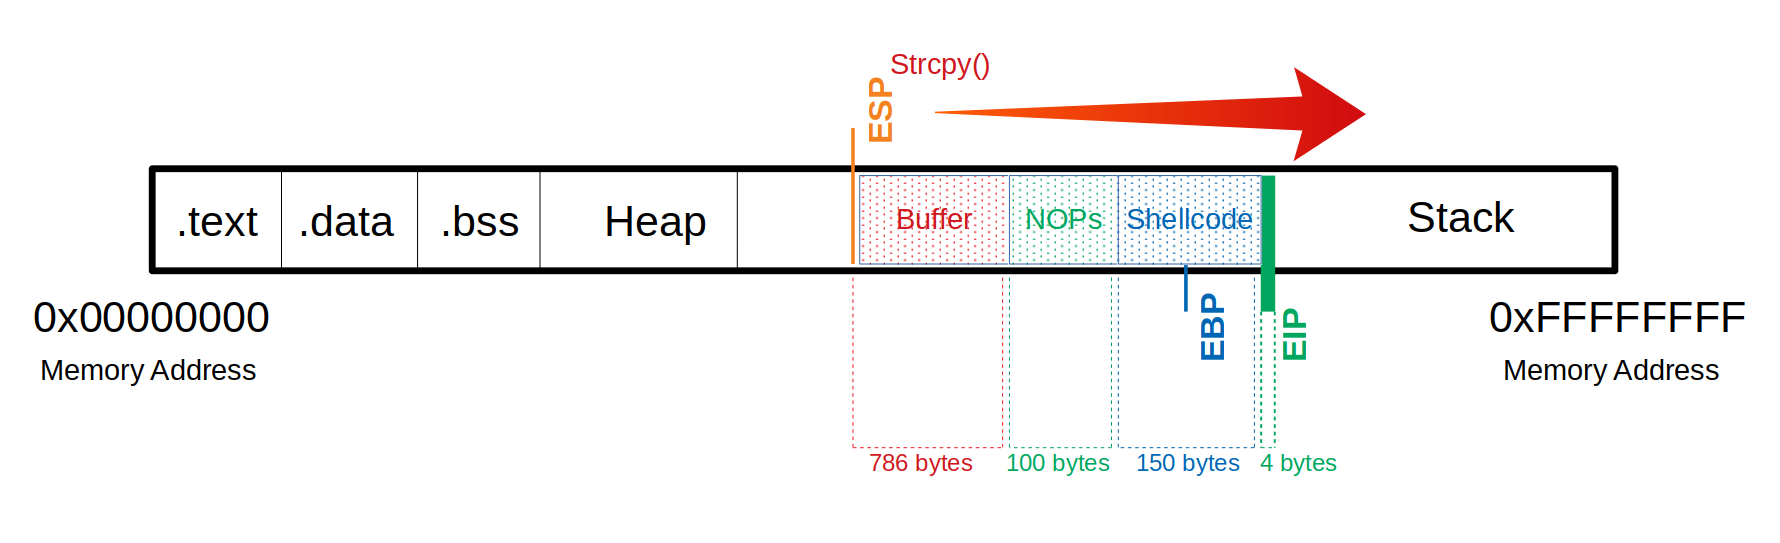 Strcpy()
ESP
.text
.data
.bss
Heap
Buffer
NOPs
Shellcode
Stack
0x00000000
Memory Address
EBP
EIP
0xFFFFFFFF
Memory Address
786 bytes
100 bytes
150 bytes
4 bytes